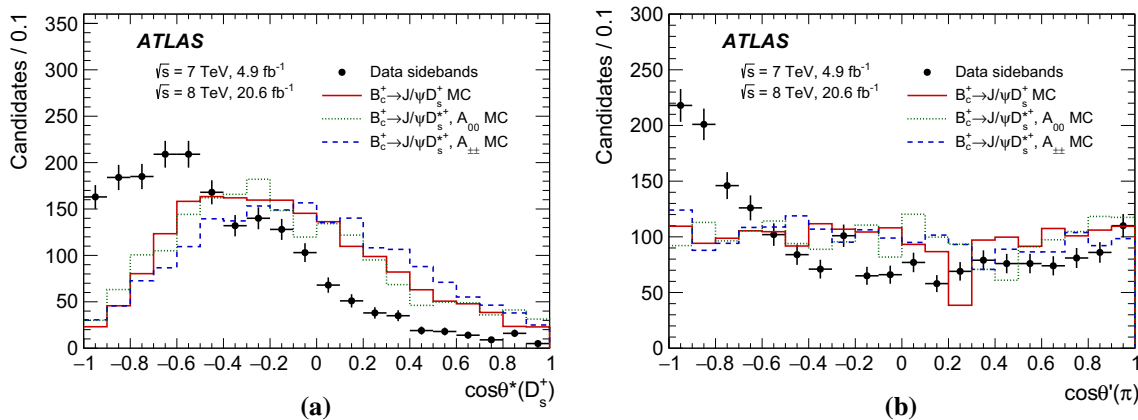 Candidates / 0.1
350
300
250
200
150
100
50
0
ATLAS
√s = 7 TeV, 4.9 fb⁻¹
√s = 8 TeV, 20.6 fb⁻¹
Data sidebands
B_c⁺→J/ψD_s⁺ MC
B_c⁺→J/ψD_s*⁺, A₀₀ MC
B_c⁺→J/ψD_s*⁺, A_±± MC
−1 −0.8 −0.6 −0.4 −0.2 0 0.2 0.4 0.6 0.8 1
cosθ*(D_s⁺)
(a)
Candidates / 0.1
300
250
200
150
100
50
0
ATLAS
√s = 7 TeV, 4.9 fb⁻¹
√s = 8 TeV, 20.6 fb⁻¹
Data sidebands
B_c⁺→J/ψD_s⁺ MC
B_c⁺→J/ψD_s*⁺, A₀₀ MC
B_c⁺→J/ψD_s*⁺, A_±± MC
−1 −0.8 −0.6 −0.4 −0.2 0 0.2 0.4 0.6 0.8 1
cosθ'(π)
(b)